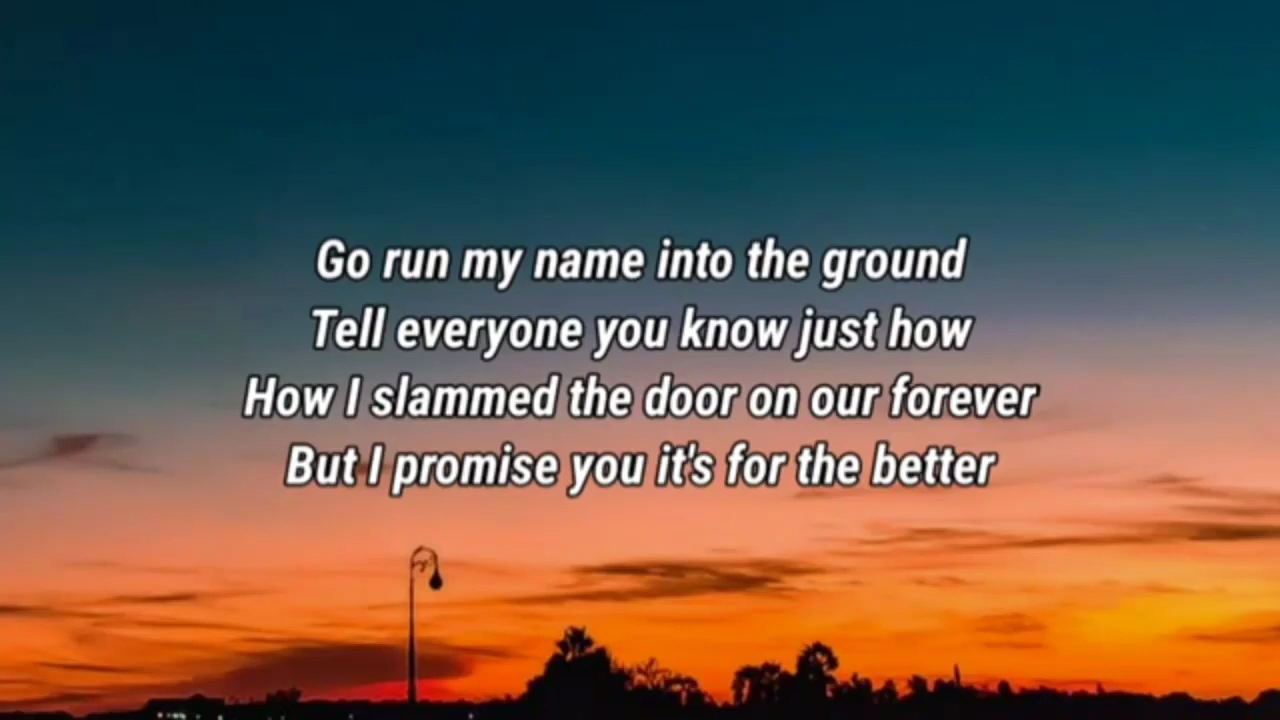 Go run my name into the ground
Tell everyone you know just how
How I slammed the door on our forever
But I promise you it's for the better